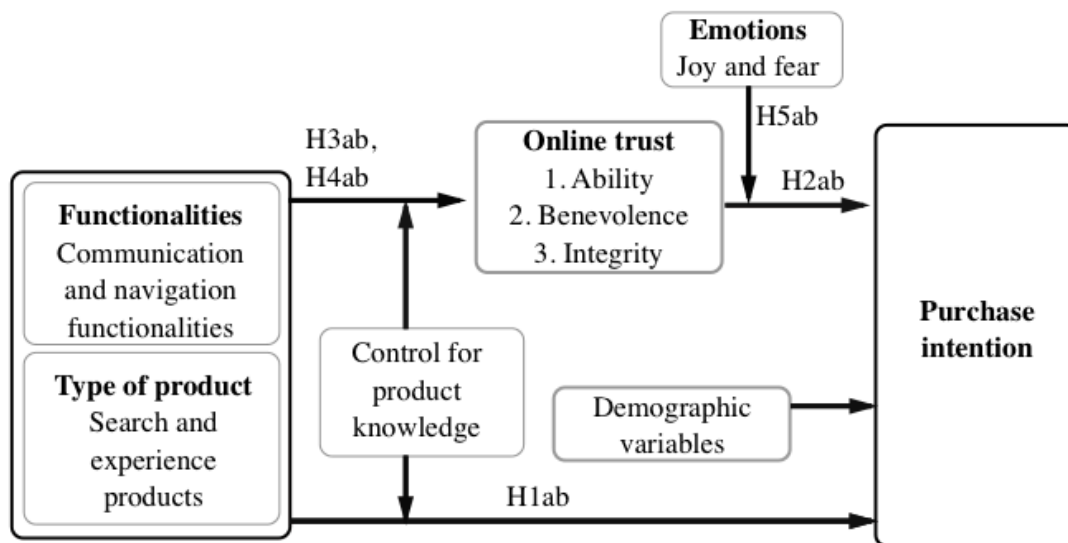 Emotions
Joy and fear
H5ab
H3ab,
H4ab
Online trust
1. Ability
2. Benevolence
3. Integrity
H2ab
Functionalities
Communication
and navigation
functionalities
Type of product
Search and
experience
products
Control for
product
knowledge
Demographic
variables
H1ab
Purchase
intention